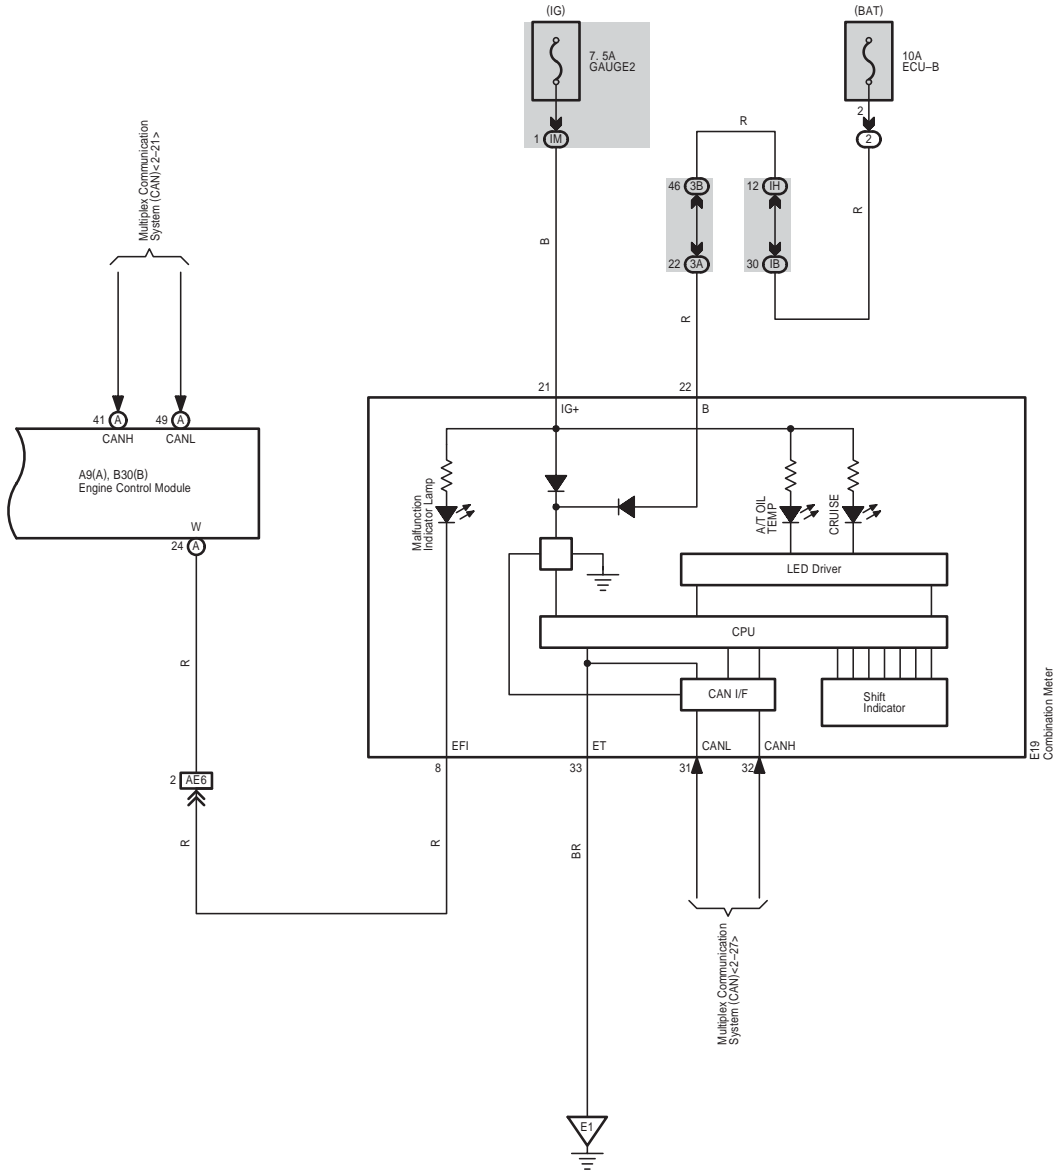 (IG)
(BAT)
7. 5A
GAUGE2
10A
ECU–B
2
1 IM
2
R
Multiplex Communication
System (CAN)<2–21>
46 3B
12 IH
B
R
22 3A
30 IB
R
21
22
IG+
B
41 A
49 A
CANH
CANL
A9(A), B30(B)
Engine Control Module
W
24 A
Malfunction
Indicator Lamp
A/T OIL
TEMP
CRUISE
LED Driver
CPU
CAN I/F
Shift
Indicator
R
EFI
ET
CANL
CANH
E19
Combination Meter
8
33
31
32
2 AE6
R
R
BR
Multiplex Communication
System (CAN)<2–27>
E1